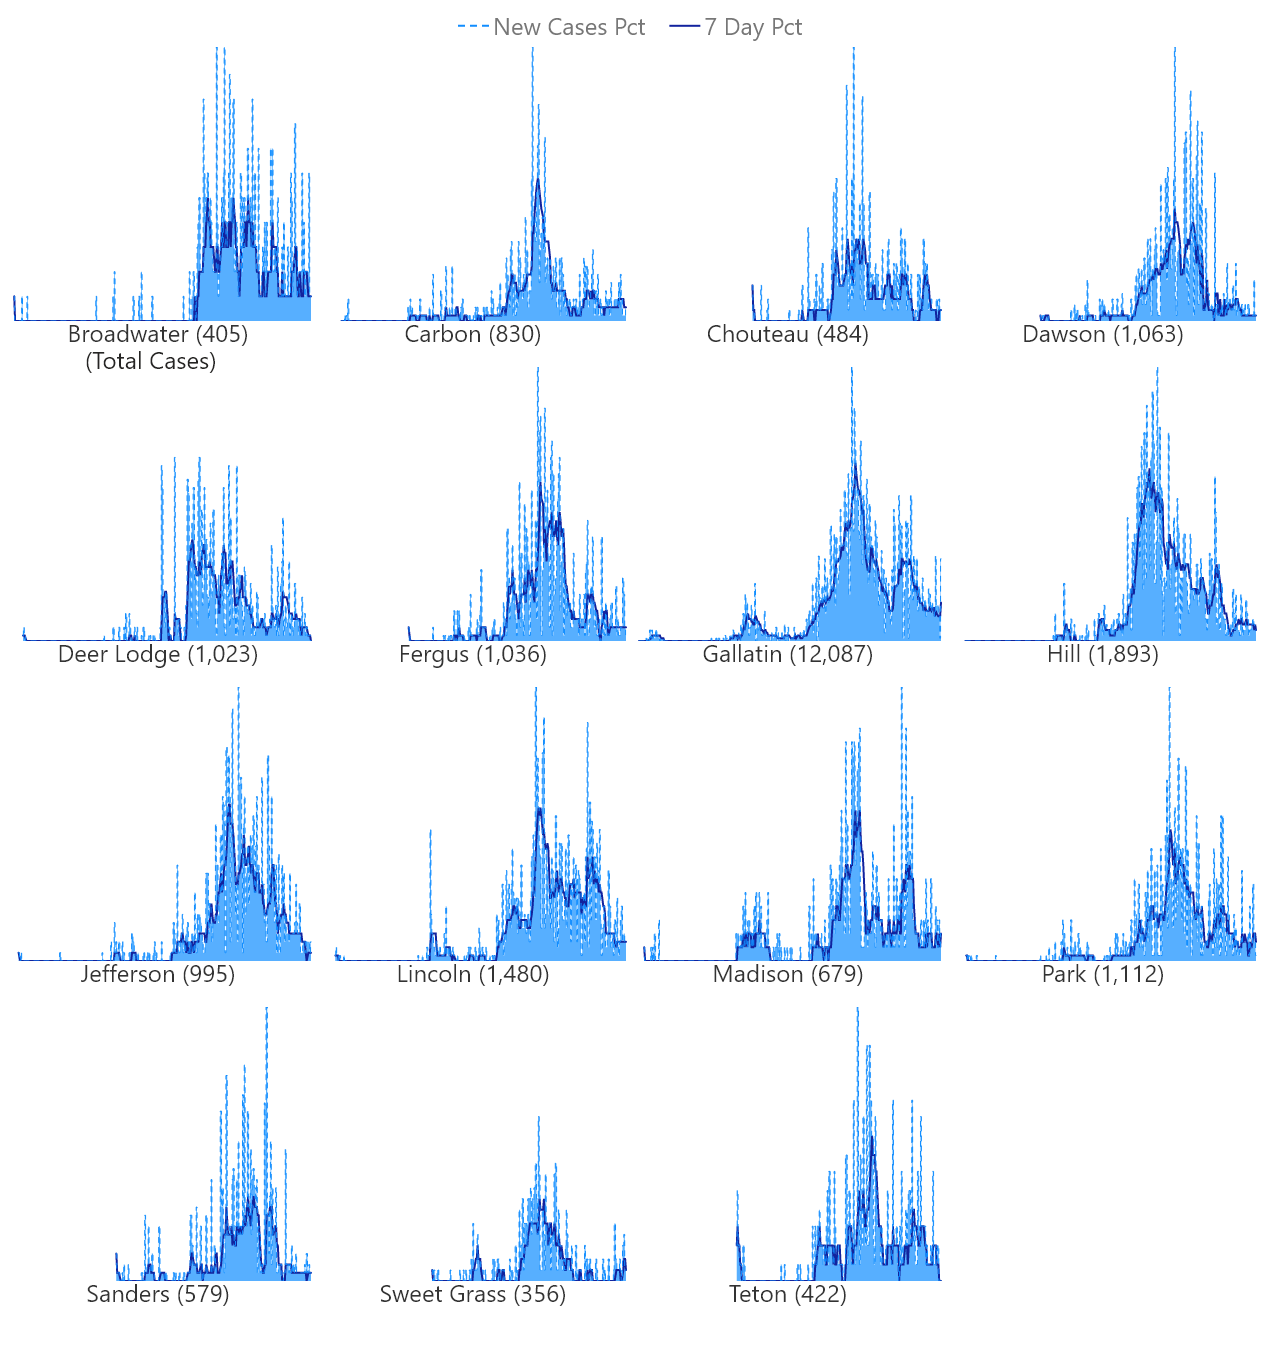 New Cases Pct 7 Day Pct
Broadwater (405) Carbon (830) Chouteau (484) Dawson (1,063)
(Total Cases)
Deer Lodge (1,023) Fergus (1,036) Gallatin (12,087) Hill (1,893)
Jefferson (995) Lincoln (1,480) Madison (679) Park (1,112)
Sanders (579) Sweet Grass (356) Teton (422)